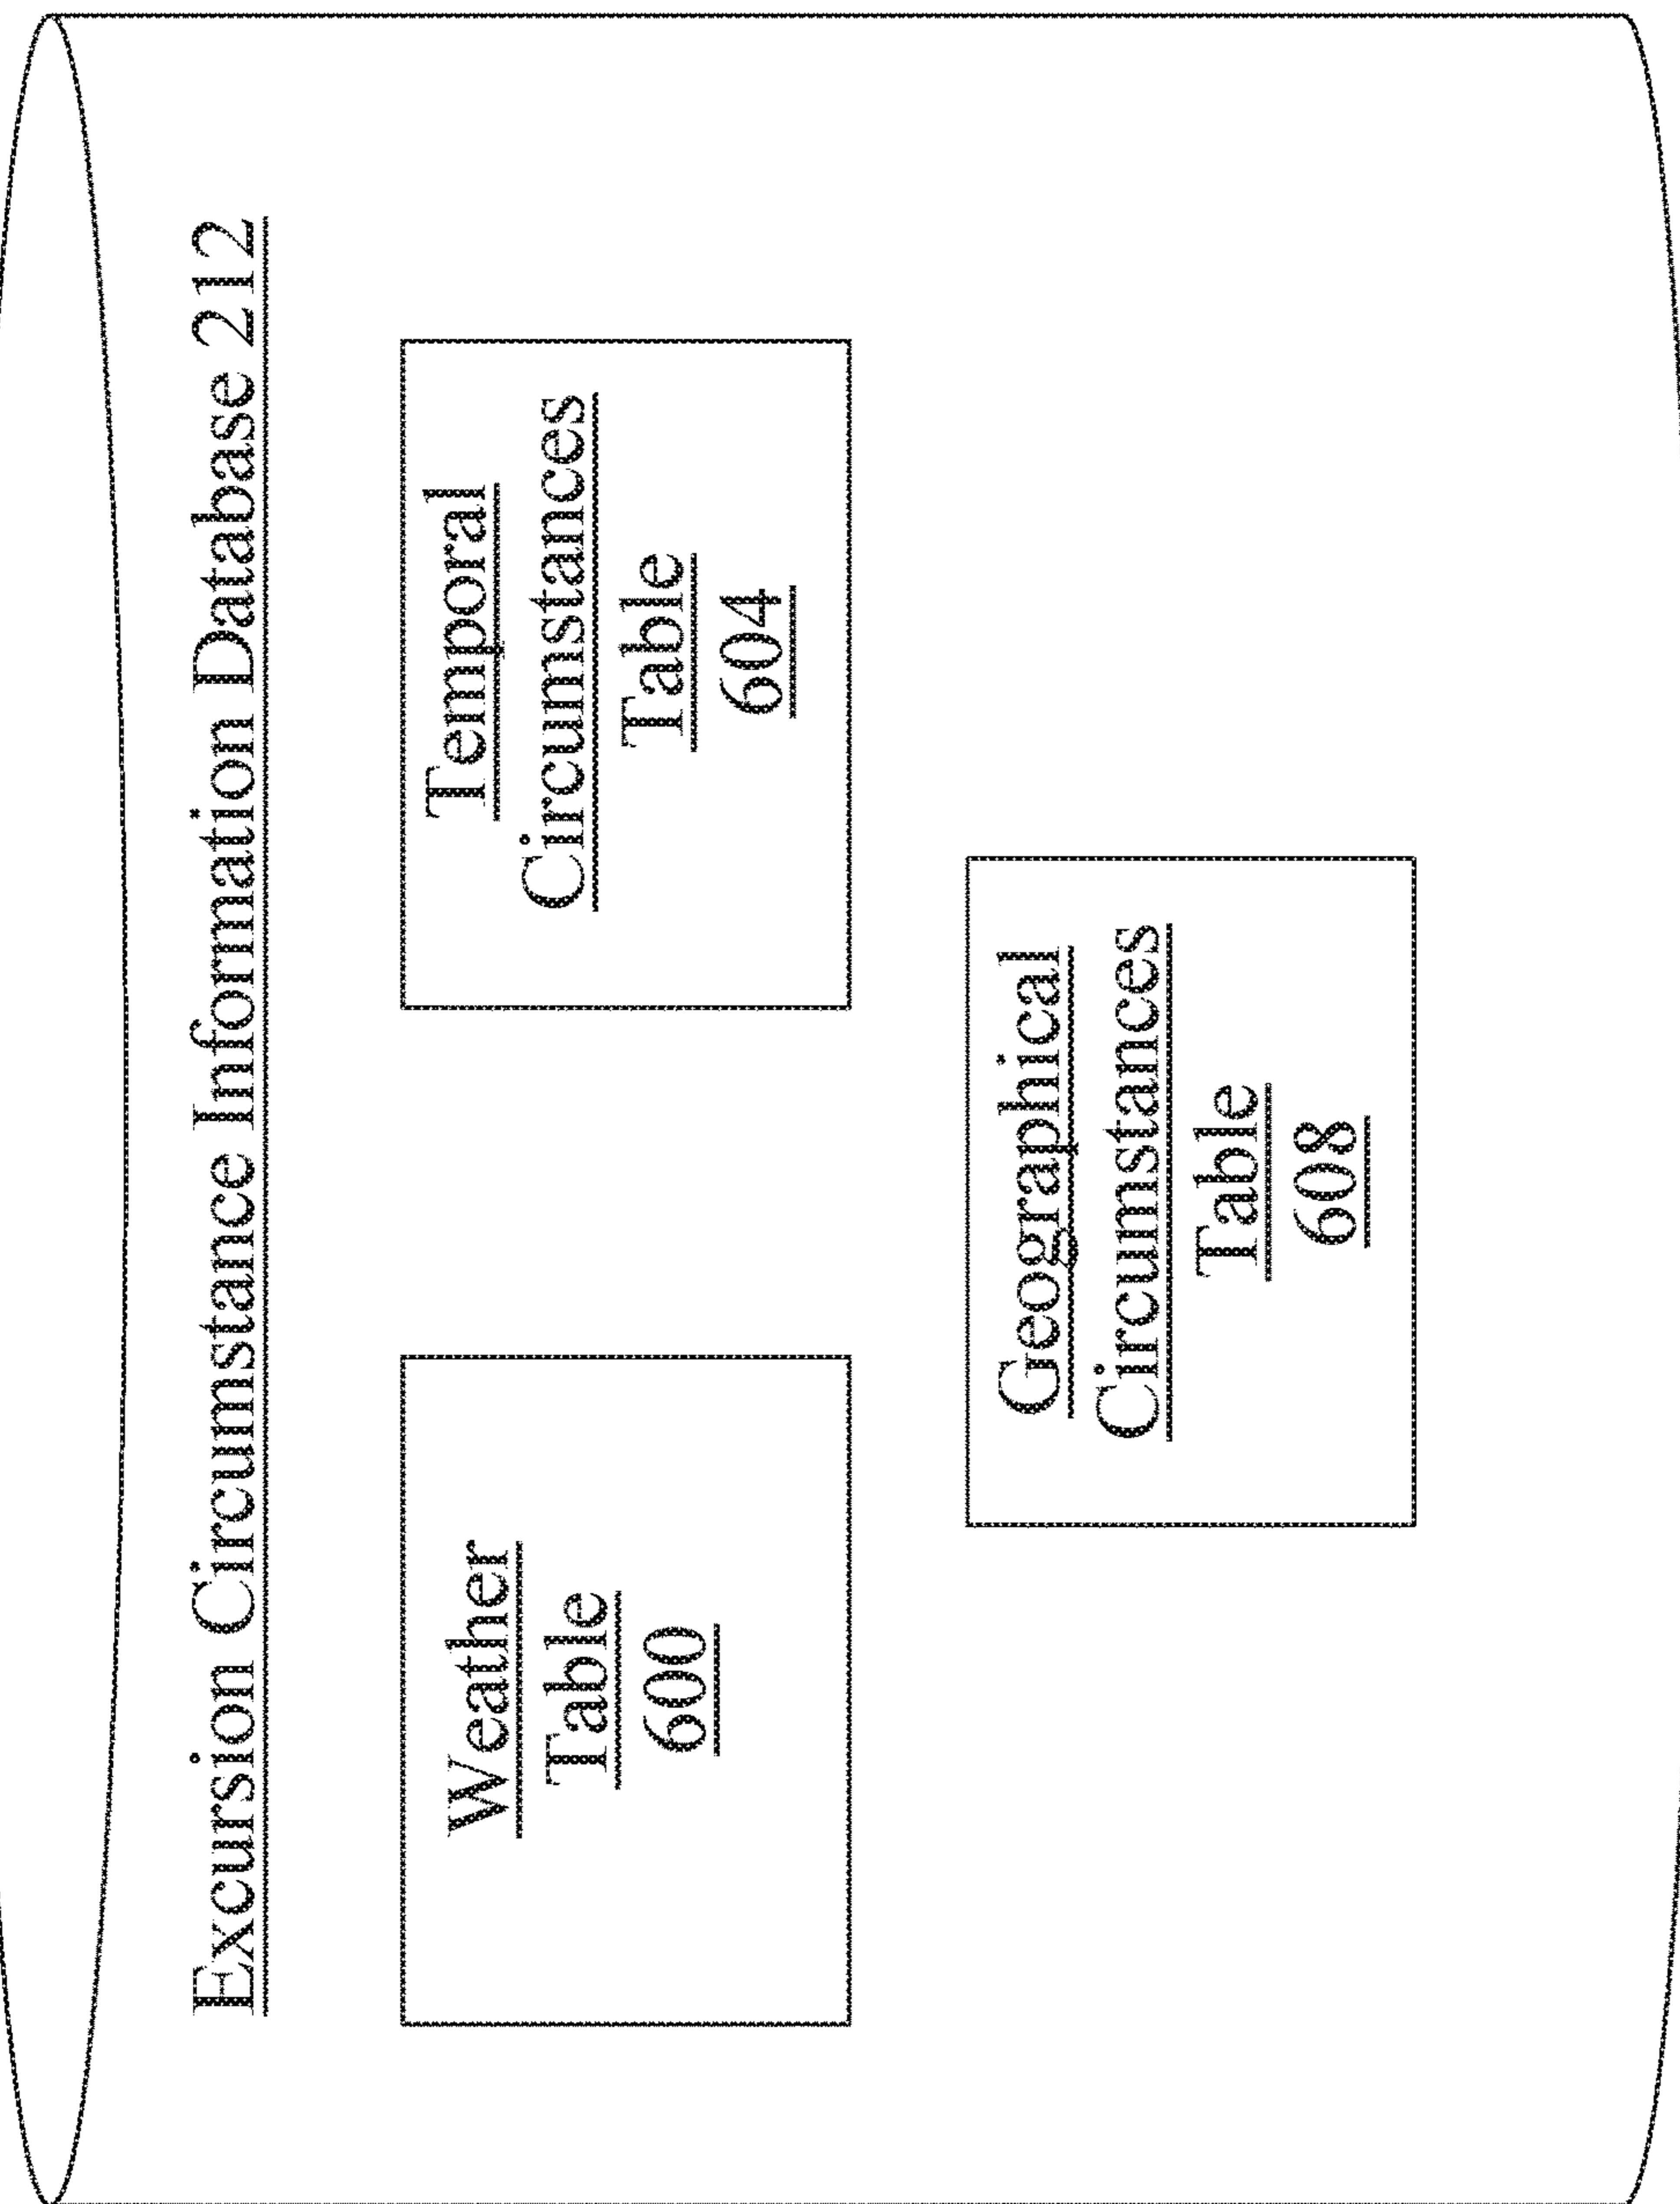 Excursion Circumstance Information Database 212
Weather
Table
600
Temporal
Circumstances
Table
604
Geographical
Circumstances
Table
608